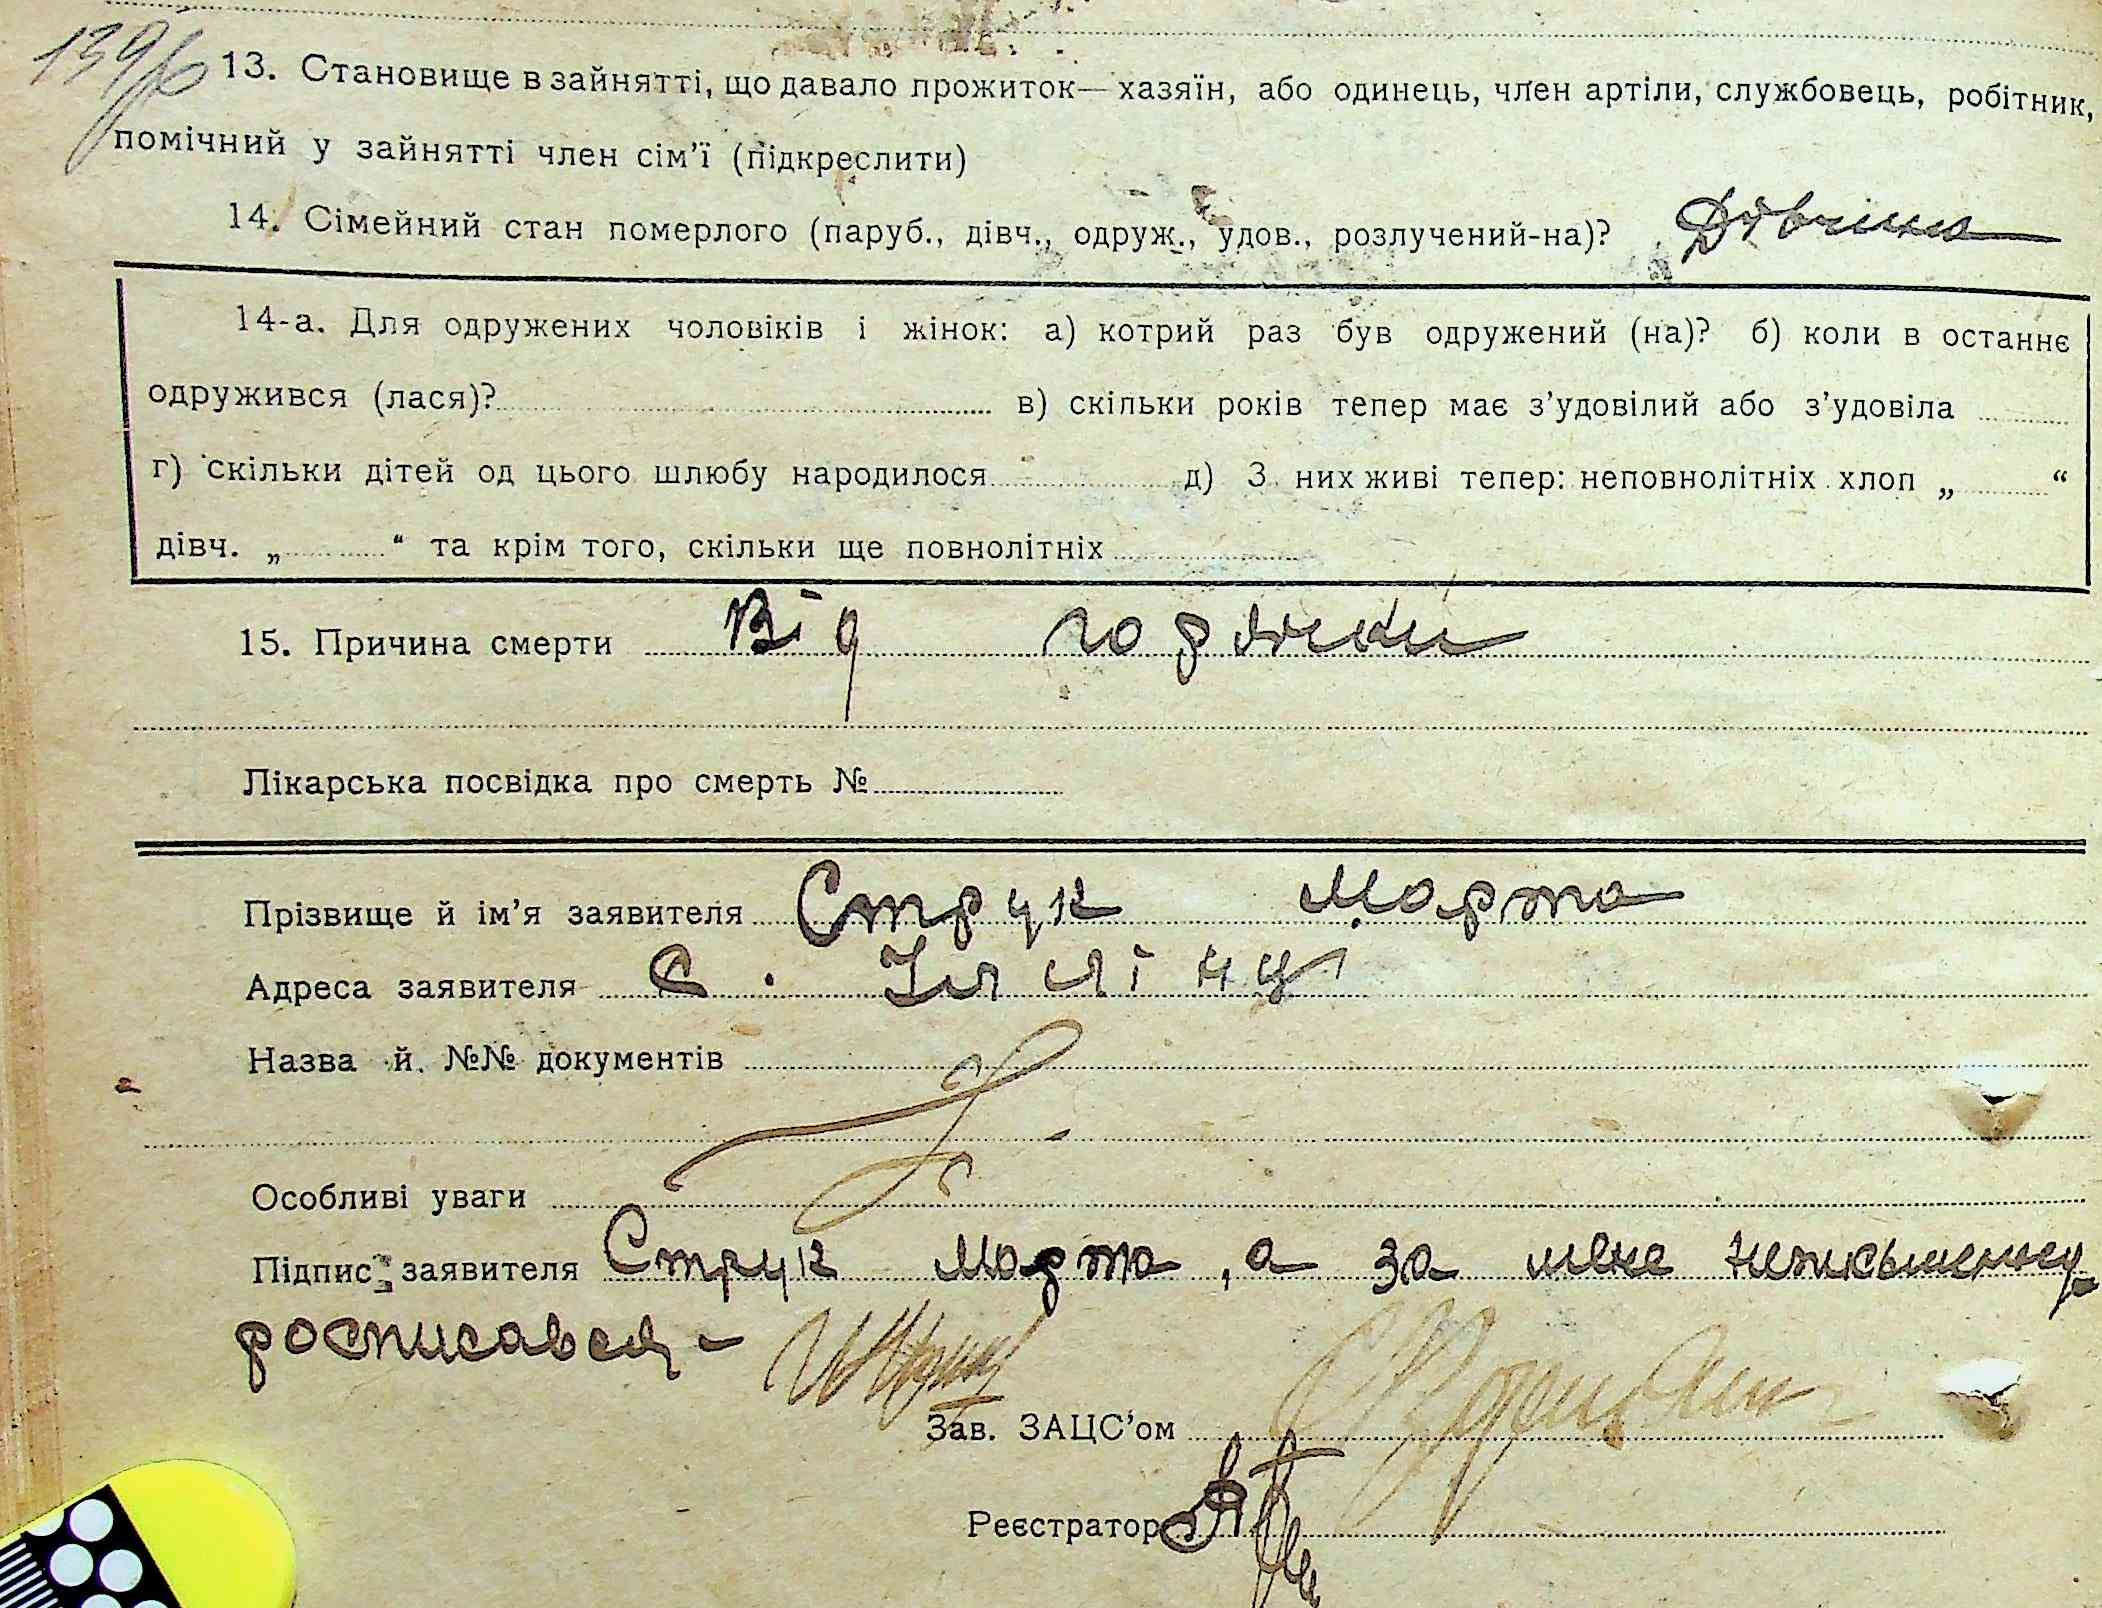 139/б
13. Становище в зайнятті, що давало прожиток — хазяїн, або одинець, член артіли, службовець, робітник,
помічний у зайнятті член сім'ї (підкреслити)
14. Сімейний стан померлого (паруб., дівч., одруж., удов., розлучений-на)? Дівчина
14-а. Для одружених чоловіків і жінок: а) котрий раз був одружений (на)? б) коли в останнє
одружився (лася)? в) скільки років тепер має з'удовілий або з'удовіла
г) скільки дітей од цього шлюбу народилося д) З них живі тепер: неповнолітніх хлоп „ “
дівч. „ “ та крім того, скільки ще повнолітніх
15. Причина смерти Від горячки
Лікарська посвідка про смерть №
Прізвище й ім'я заявителя Струк Марта
Адреса заявителя с. Іллінці
Назва й. №№ документів
Особливі уваги
Підпис заявителя Струк Марта, а за мене неписьменну
росписався –
Зав. ЗАЦС'ом
Реєстратор